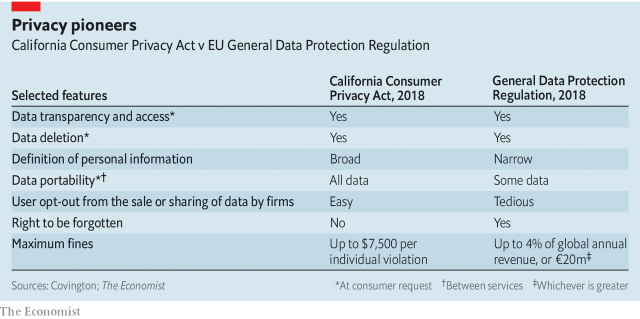 Privacy pioneers
California Consumer Privacy Act v EU General Data Protection Regulation
Selected features California Consumer Privacy Act, 2018 General Data Protection Regulation, 2018
Data transparency and access* Yes Yes
Data deletion* Yes Yes
Definition of personal information Broad Narrow
Data portability*† All data Some data
User opt-out from the sale or sharing of data by firms Easy Tedious
Right to be forgotten No Yes
Maximum fines Up to $7,500 per individual violation Up to 4% of global annual revenue, or €20m‡
Sources: Covington; The Economist *At consumer request †Between services ‡Whichever is greater
The Economist